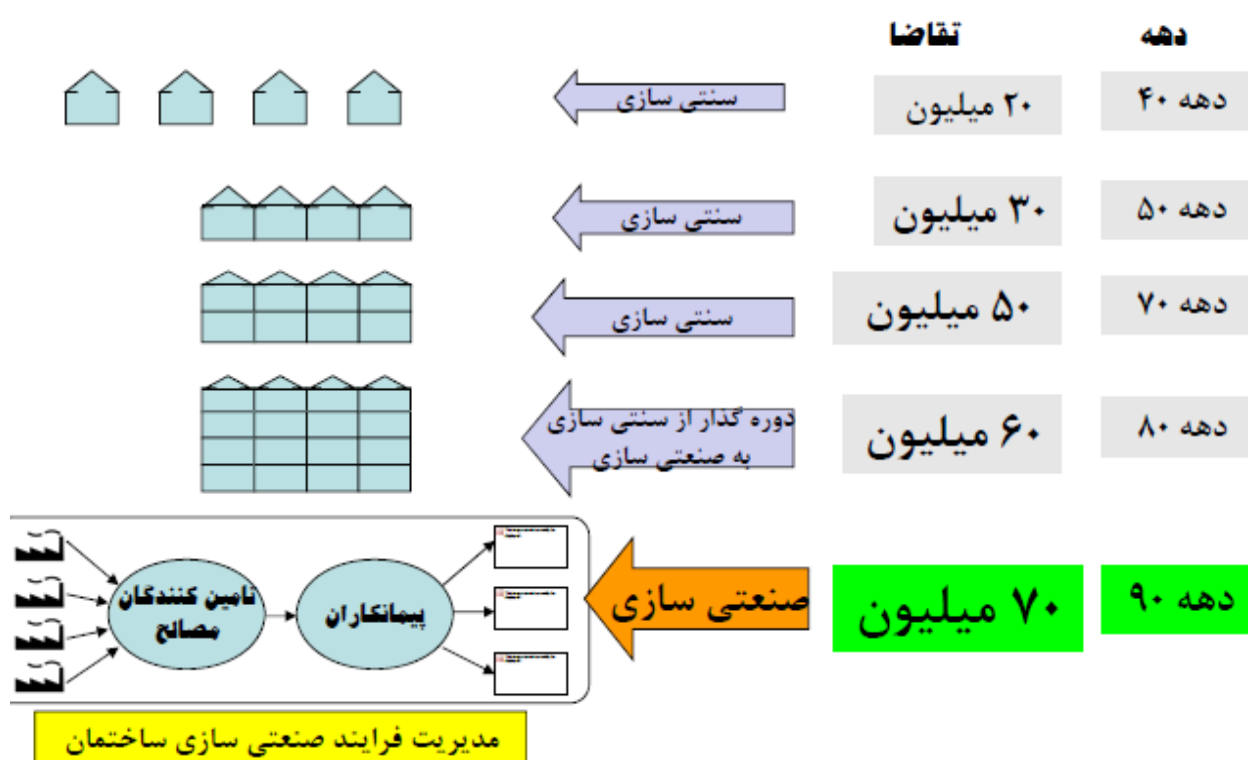 دهه
تقاضا
دهه ۴۰
۲۰ میلیون
سنتی سازی
دهه ۵۰
۳۰ میلیون
سنتی سازی
دهه ۷۰
۵۰ میلیون
سنتی سازی
دهه ۸۰
۶۰ میلیون
دوره گذار از سنتی سازی
به صنعتی سازی
دهه ۹۰
۷۰ میلیون
صنعتی سازی
پیمانکاران
تامین کنندگان
مصالح
مدیریت فرایند صنعتی سازی ساختمان